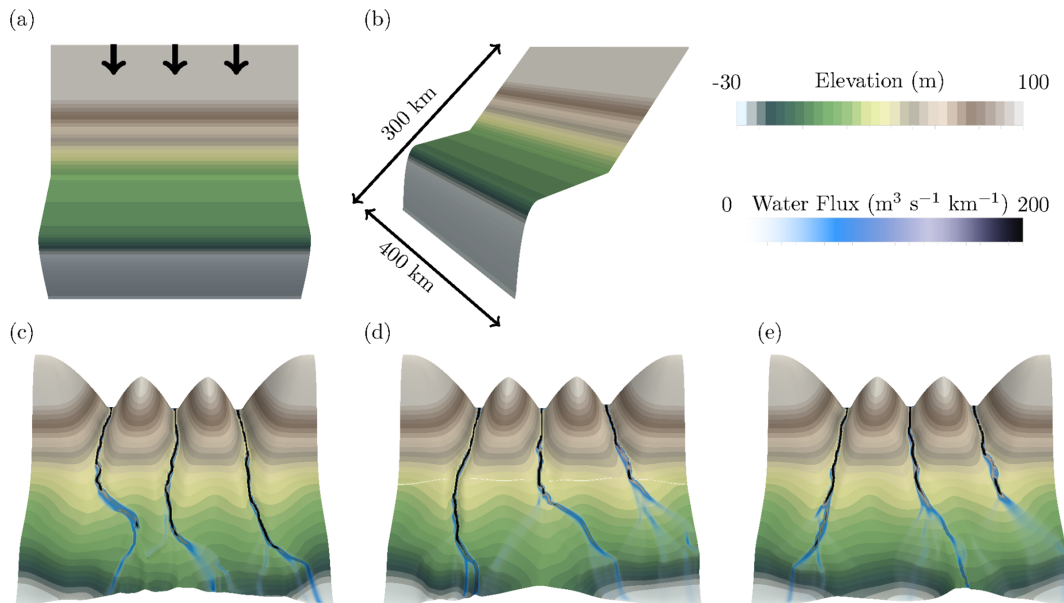 (a)
(b)
300 km
400 km
-30 Elevation (m) 100
0 Water Flux (m³ s⁻¹ km⁻¹) 200
(c)
(d)
(e)